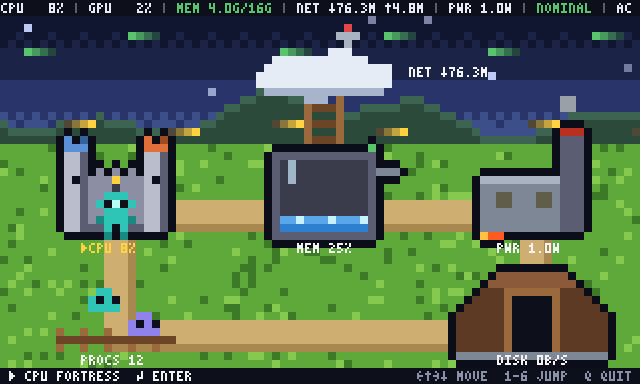 CPU 8% | GPU 2% | MEM 4.0G/16G | NET ↓76.3M ↑4.8M | PWR 1.0W | NOMINAL | AC
NET ↓76.3M
▶CPU 8%
MEM 25%
PWR 1.0W
PROCS 12
DISK 0B/S
▶ CPU FORTRESS ↲ ENTER
←↑→↓ MOVE 1-6 JUMP Q QUIT